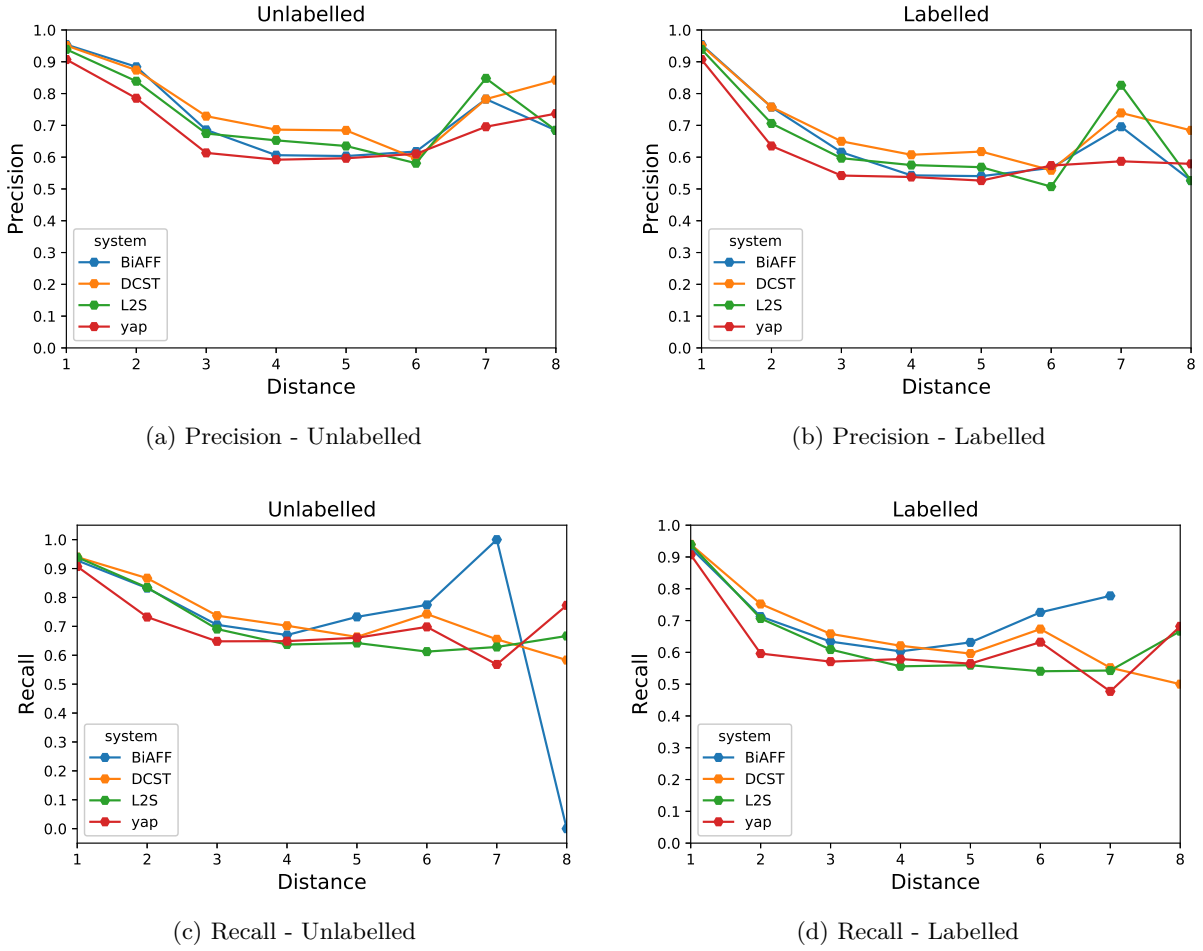 Unlabelled
Precision
1.0
0.9
0.8
0.7
0.6
0.5
0.4
0.3
0.2
0.1
0.0
system
BiAFF
DCST
L2S
yap
1 2 3 4 5 6 7 8
Distance
(a) Precision - Unlabelled
Labelled
Precision
1.0
0.9
0.8
0.7
0.6
0.5
0.4
0.3
0.2
0.1
0.0
system
BiAFF
DCST
L2S
yap
1 2 3 4 5 6 7 8
Distance
(b) Precision - Labelled
Unlabelled
Recall
1.0
0.9
0.8
0.7
0.6
0.5
0.4
0.3
0.2
0.1
0.0
system
BiAFF
DCST
L2S
yap
1 2 3 4 5 6 7 8
Distance
(c) Recall - Unlabelled
Labelled
Recall
1.0
0.9
0.8
0.7
0.6
0.5
0.4
0.3
0.2
0.1
0.0
system
BiAFF
DCST
L2S
yap
1 2 3 4 5 6 7 8
Distance
(d) Recall - Labelled